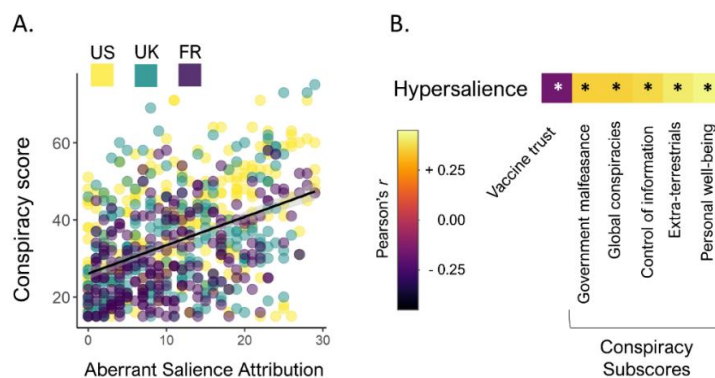 A.
US UK FR
Conspiracy score
60
40
20
0 10 20 30
Aberrant Salience Attribution
B.
Hypersalience * * * * * *
Pearson's r
+ 0.25
0.00
- 0.25
Vaccine trust
Government malfeasance
Global conspiracies
Control of information
Extra-terrestrials
Personal well-being
Conspiracy
Subscores